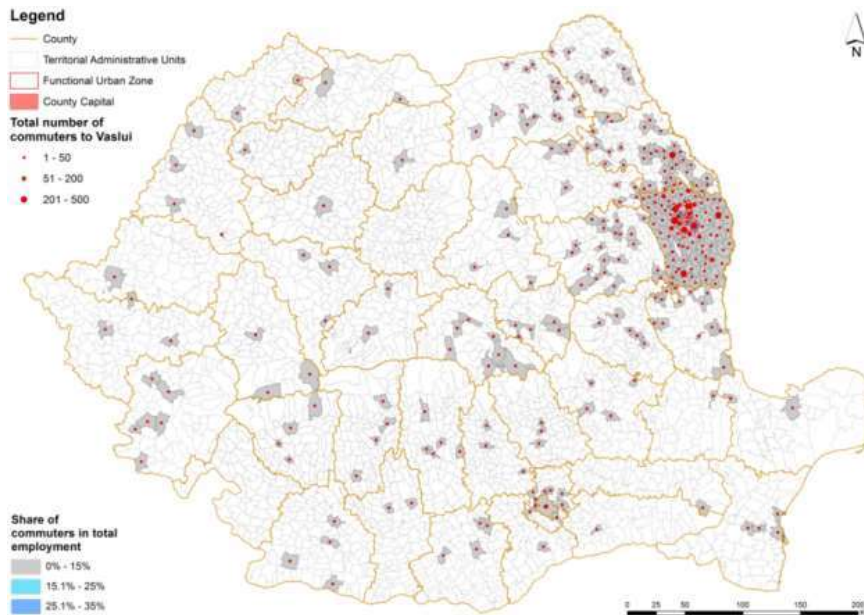 Legend
County
Territorial Administrative Units
Functional Urban Zone
County Capital
Total number of
commuters to Vaslui
1 - 50
51 - 200
201 - 500
N
Share of
commuters in total
employment
0% - 15%
15.1% - 25%
25.1% - 35%
0 25 50 100 150 200